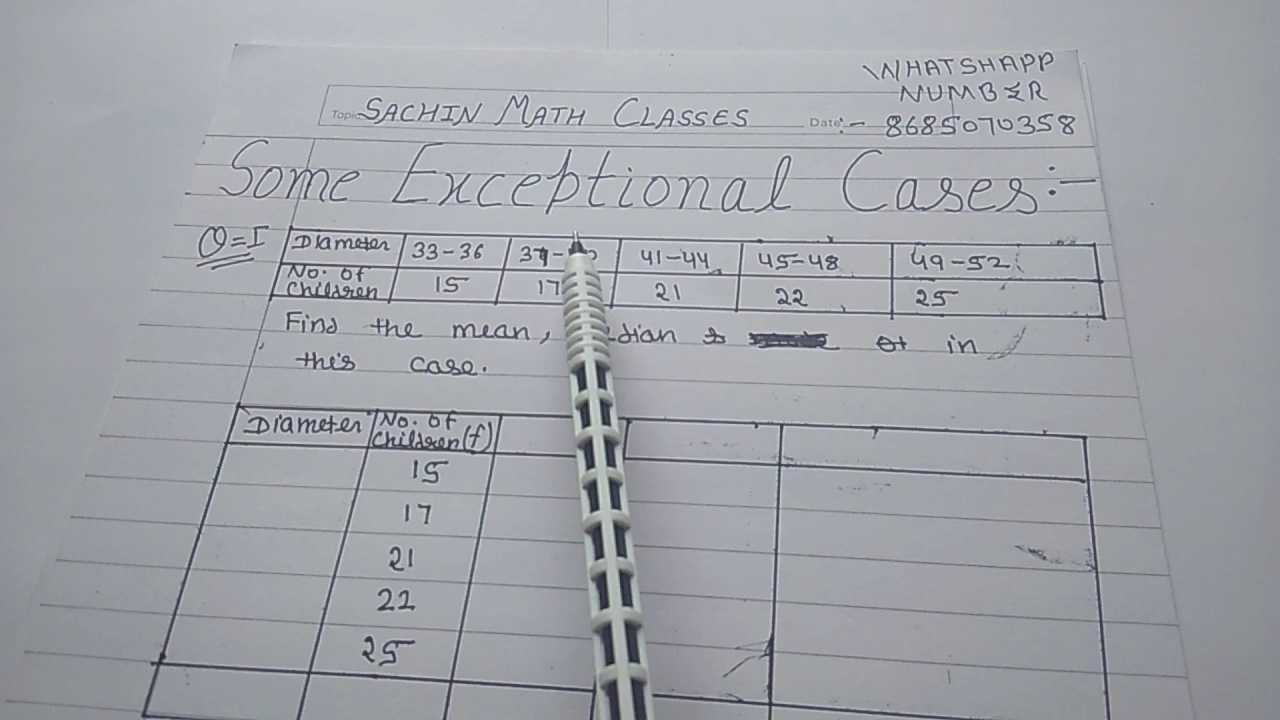 WHATSHAPP
NUMBER
Topic SACHIN MATH CLASSES Date:- 8685070358
Some Exceptional Cases:-
Q=I Diameter 33-36 41-44 45-48 49-52
No. of Children 15 17 21 22 25
Find the mean, & of in
this case.
Diameter No. of Children (f)
15
17
21
22
25